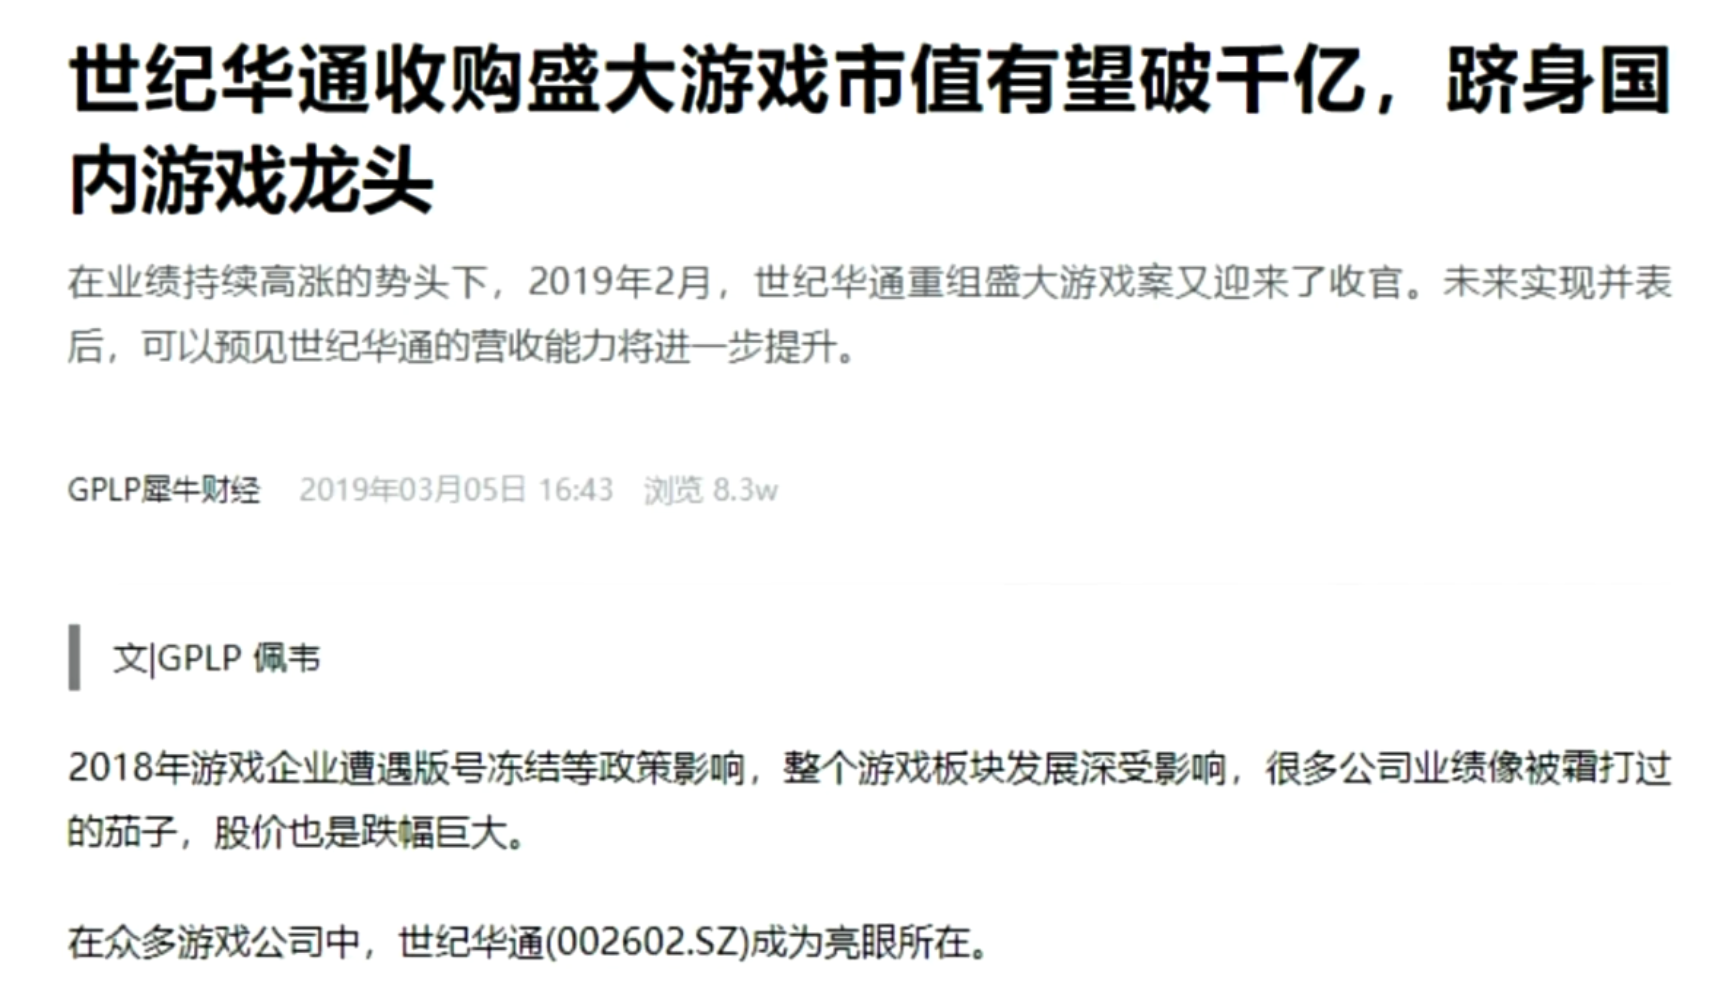 世纪华通收购盛大游戏市值有望破千亿，跻身国
内游戏龙头
在业绩持续高涨的势头下，2019年2月，世纪华通重组盛大游戏案又迎来了收官。未来实现并表
后，可以预见世纪华通的营收能力将进一步提升。
GPLP犀牛财经 2019年03月05日 16:43 浏览 8.3w
文|GPLP 佩韦
2018年游戏企业遭遇版号冻结等政策影响，整个游戏板块发展深受影响，很多公司业绩像被霜打过
的茄子，股价也是跌幅巨大。
在众多游戏公司中，世纪华通(002602.SZ)成为亮眼所在。